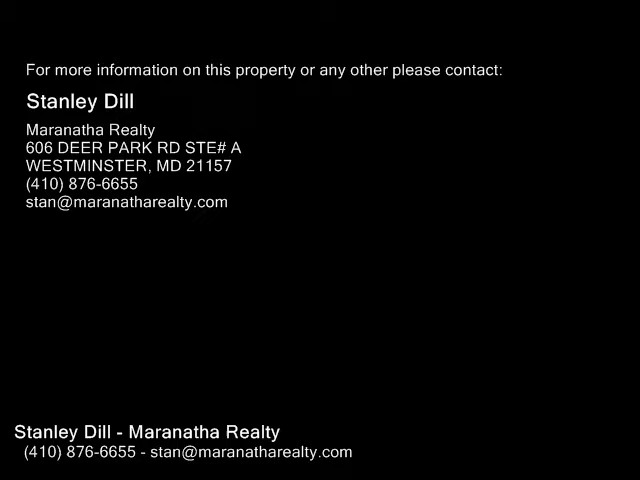 For more information on this property or any other please contact:
Stanley Dill
Maranatha Realty
606 DEER PARK RD STE# A
WESTMINSTER, MD 21157
(410) 876-6655
stan@maranatharealty.com
Stanley Dill - Maranatha Realty
(410) 876-6655 - stan@maranatharealty.com